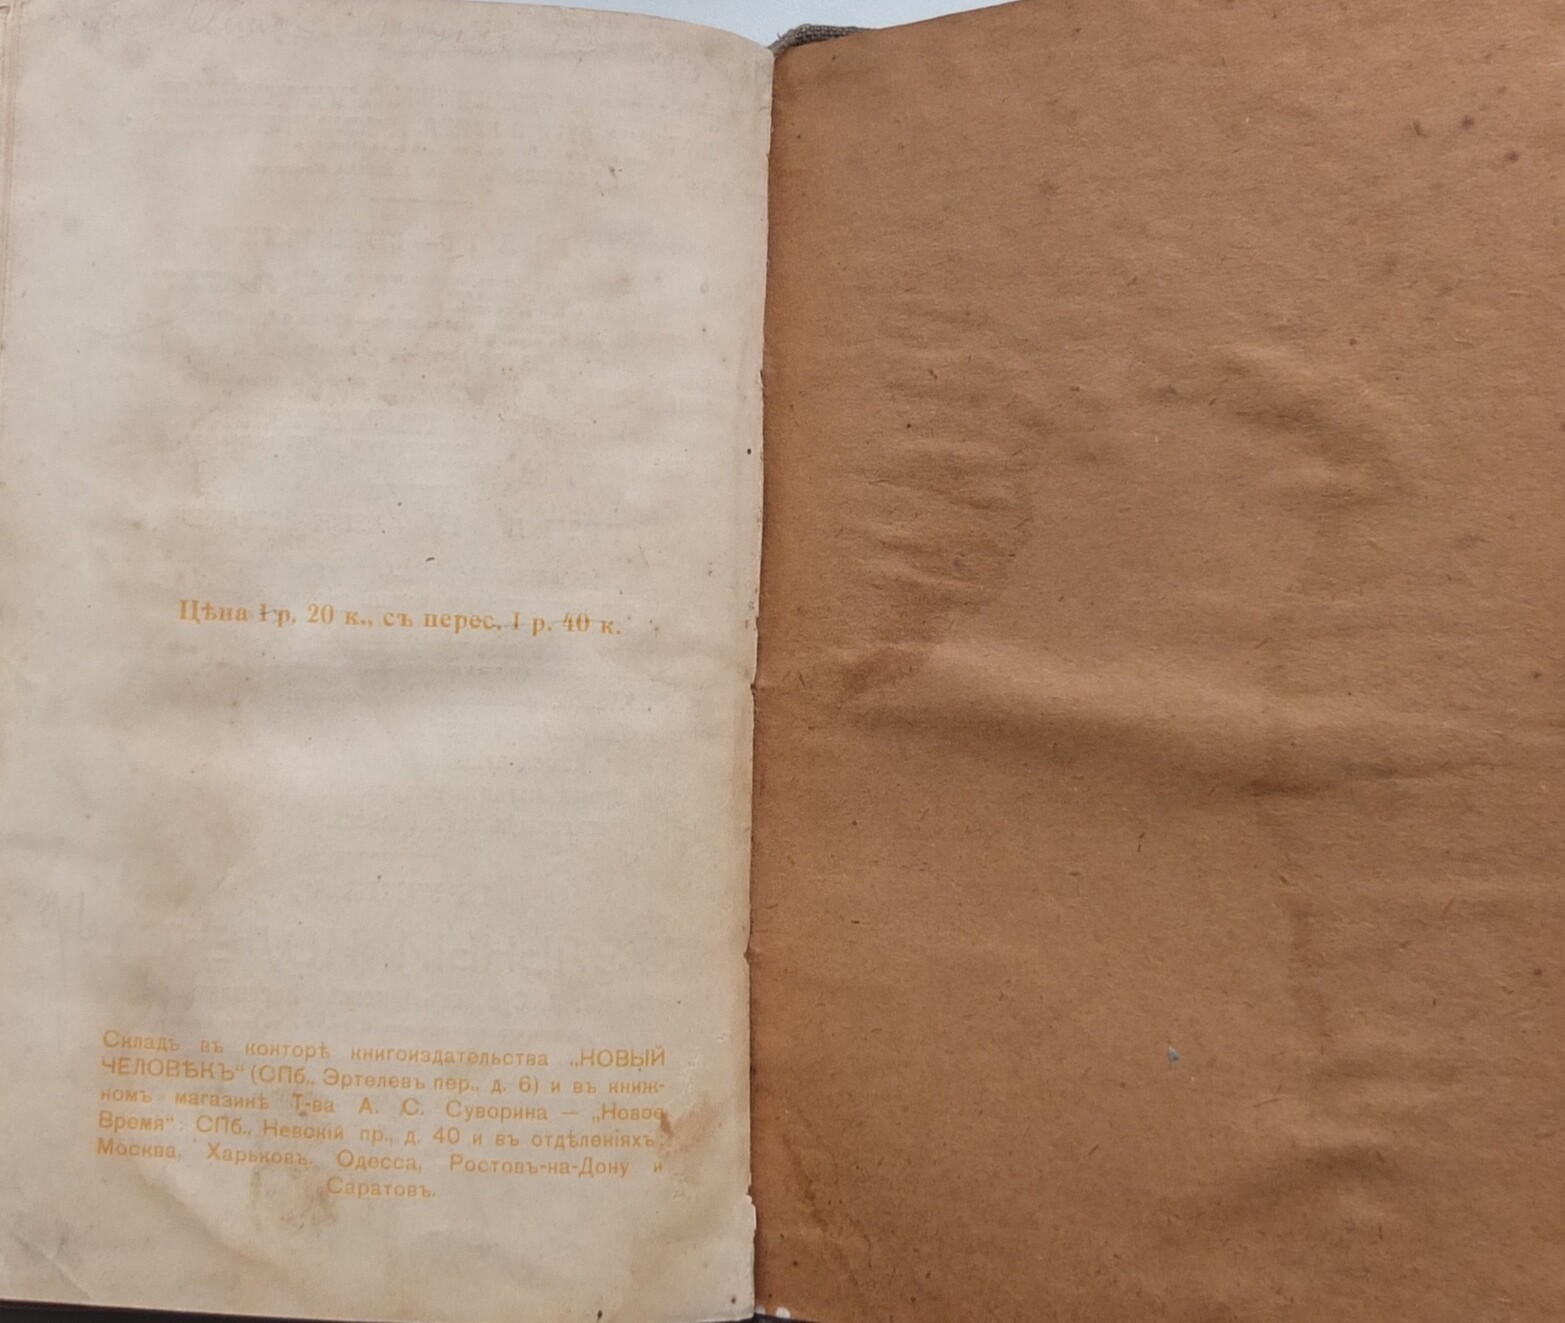 Цѣна 1 р. 20 к., съ перес. 1 р. 40 к.
Складъ въ конторѣ книгоиздательства „НОВЫЙ
ЧЕЛОВѢКЪ“ (СПб., Эртелевъ пер., д. 6) и въ книж-
номъ магазинѣ Т-ва А. С. Суворина — „Новое
Время“: СПб., Невскій пр., д. 40 и въ отдѣленіяхъ:
Москва, Харьковъ, Одесса, Ростовъ-на-Дону и
Саратовъ.